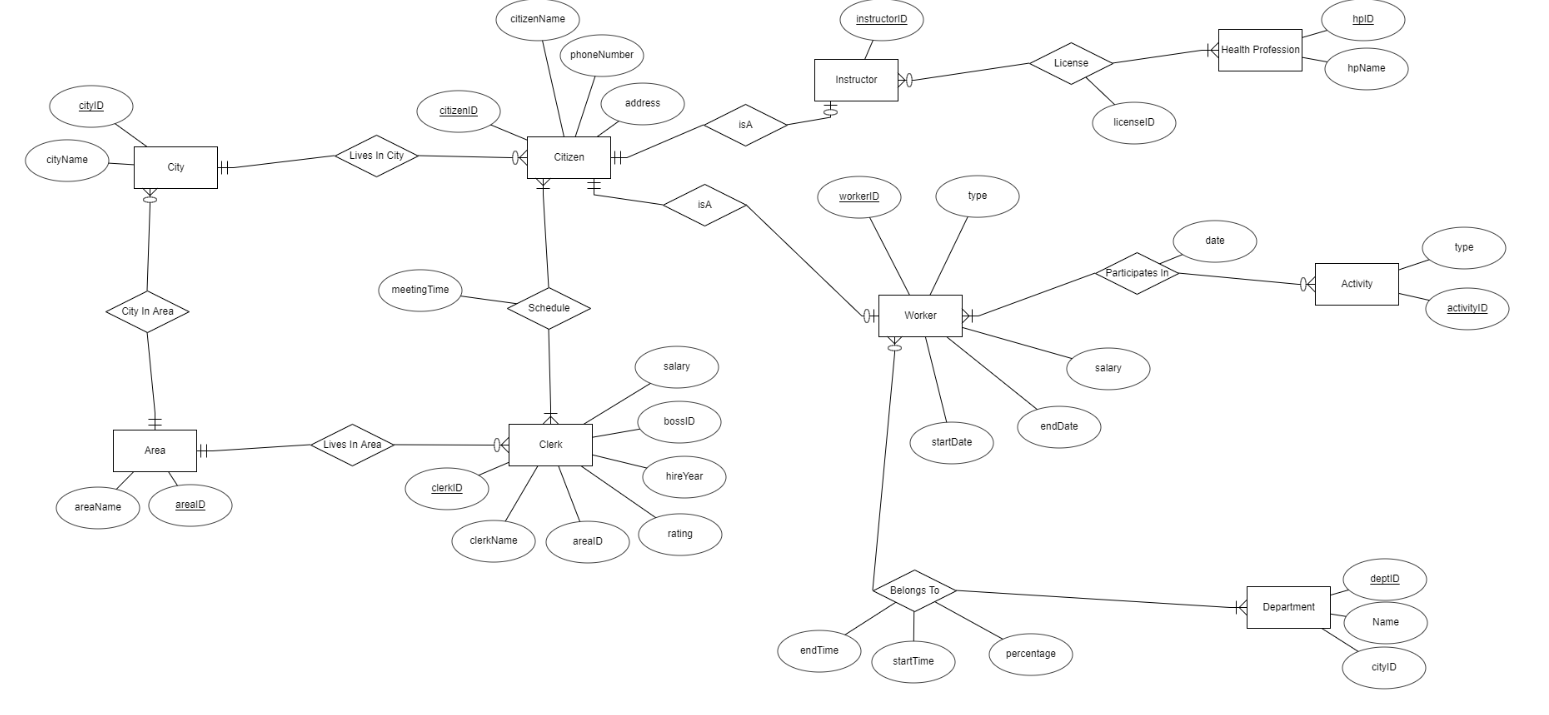 citizenName
instructorID
hpID
phoneNumber
Health Profession
License
hpName
Instructor
cityID
citizenID
address
isA
licenseID
cityName
City
Lives In City
Citizen
workerID
type
isA
date
type
Participates In
Activity
meetingTime
City In Area
Schedule
Worker
activityID
salary
salary
bossID
endDate
startDate
Area
Lives In Area
Clerk
hireYear
clerkID
areaName
areaID
clerkName
areaID
rating
deptID
Belongs To
Department
Name
endTime
startTime
percentage
cityID